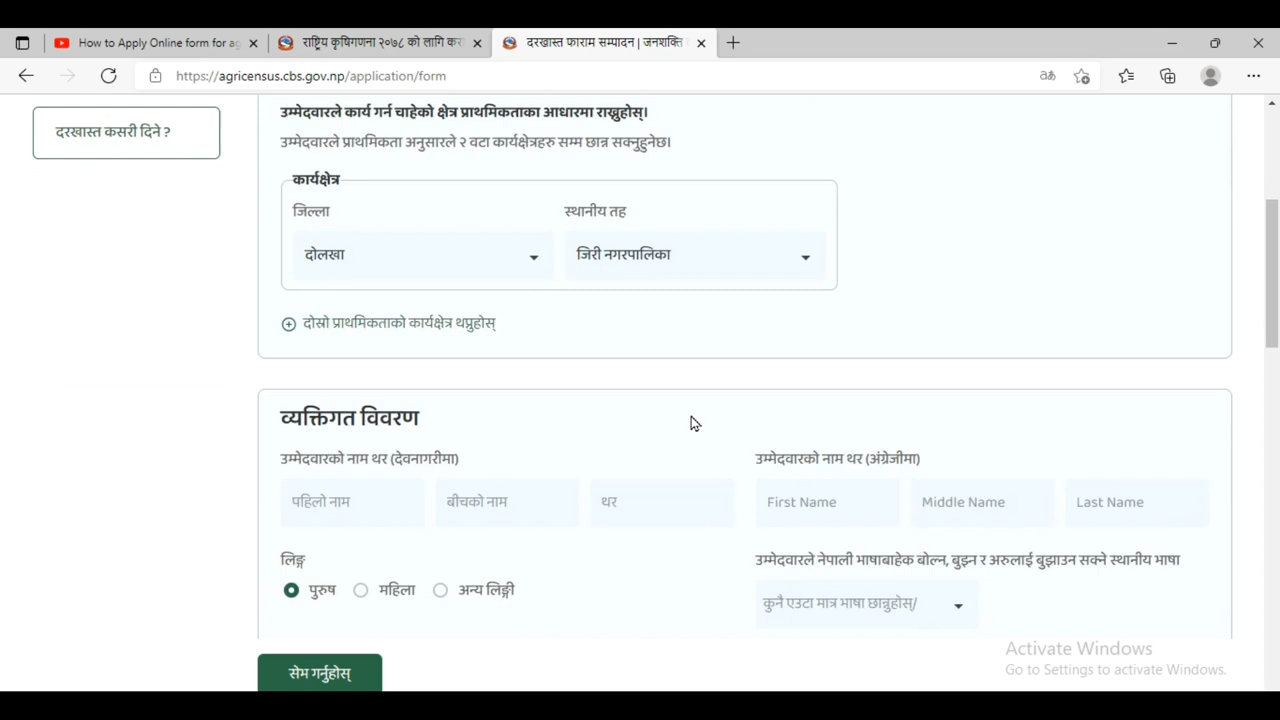 How to Apply Online form for ag
राष्ट्रिय कृषिगणना २०७८ को लागि कर
दरखास्त फाराम सम्पादन | जनशक्ति
https://agricensus.cbs.gov.np/application/form
दरखास्त कसरी दिने ?
उम्मेदवारले कार्य गर्न चाहेको क्षेत्र प्राथमिकताका आधारमा राख्नुहोस्।
उम्मेदवारले प्राथमिकता अनुसारले २ वटा कार्यक्षेत्रहरु सम्म छान्न सक्नुहुनेछ।
कार्यक्षेत्र
जिल्ला
स्थानीय तह
दोलखा
जिरी नगरपालिका
दोस्रो प्राथमिकताको कार्यक्षेत्र थप्नुहोस्
व्यक्तिगत विवरण
उम्मेदवारको नाम थर (देवनागरीमा)
उम्मेदवारको नाम थर (अंग्रेजीमा)
पहिलो नाम
बीचको नाम
थर
First Name
Middle Name
Last Name
लिङ्ग
उम्मेदवारले नेपाली भाषाबाहेक बोल्न, बुझ्न र अरुलाई बुझाउन सक्ने स्थानीय भाषा
पुरुष
महिला
अन्य लिङ्गी
कुनै एउटा मात्र भाषा छान्नुहोस्/
सेभ गर्नुहोस्
Activate Windows
Go to Settings to activate Windows.